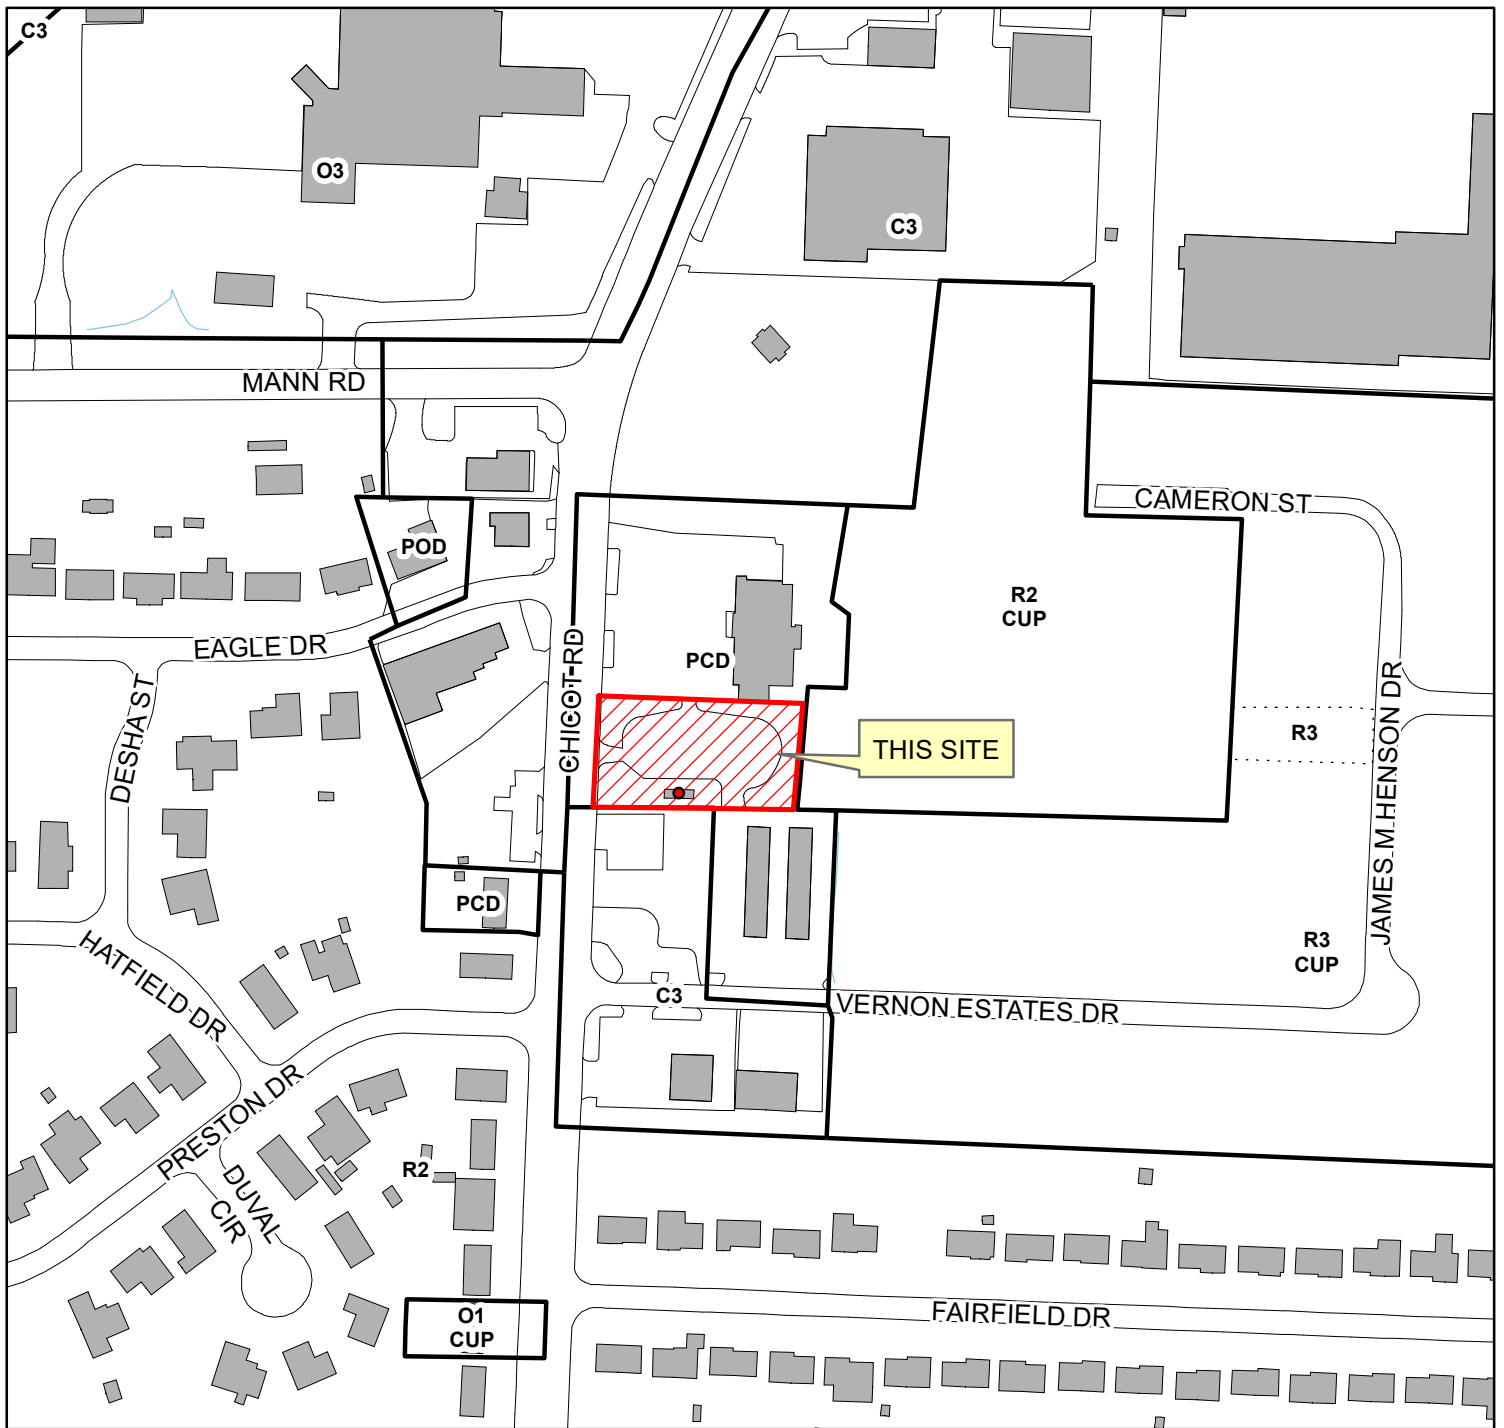 C3
O3
C3
MANN RD
CAMERON ST
POD
R2
CUP
EAGLE DR
CHICOT RD
PCD
DESHA ST
JAMES M HENSON DR
R3
THIS SITE
PCD
HATFIELD DR
R3
CUP
C3
VERNON ESTATES DR
PRESTON DR
R2
DUVAL
CIR
O1
CUP
FAIRFIELD DR